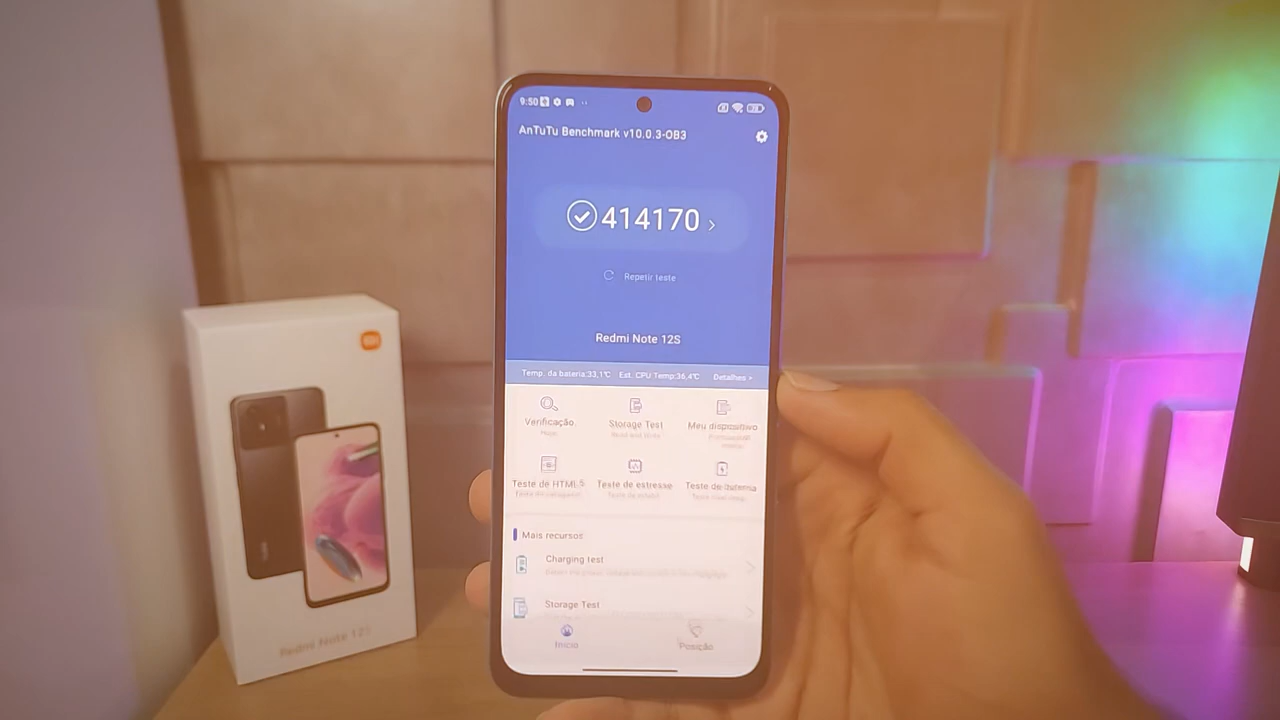 9:50
AnTuTu Benchmark v10.0.3-OB3
414170
Repetir teste
Redmi Note 12S
Temp. da bateria:33,1℃ Est. CPU Temp:36,4℃ Detalhes >
Verificação Storage Test Meu dispositivo
Teste de HTML5 Teste de estresse Teste de bateria
Mais recursos
Charging test
Storage Test
Início Posição
Redmi Note 12S